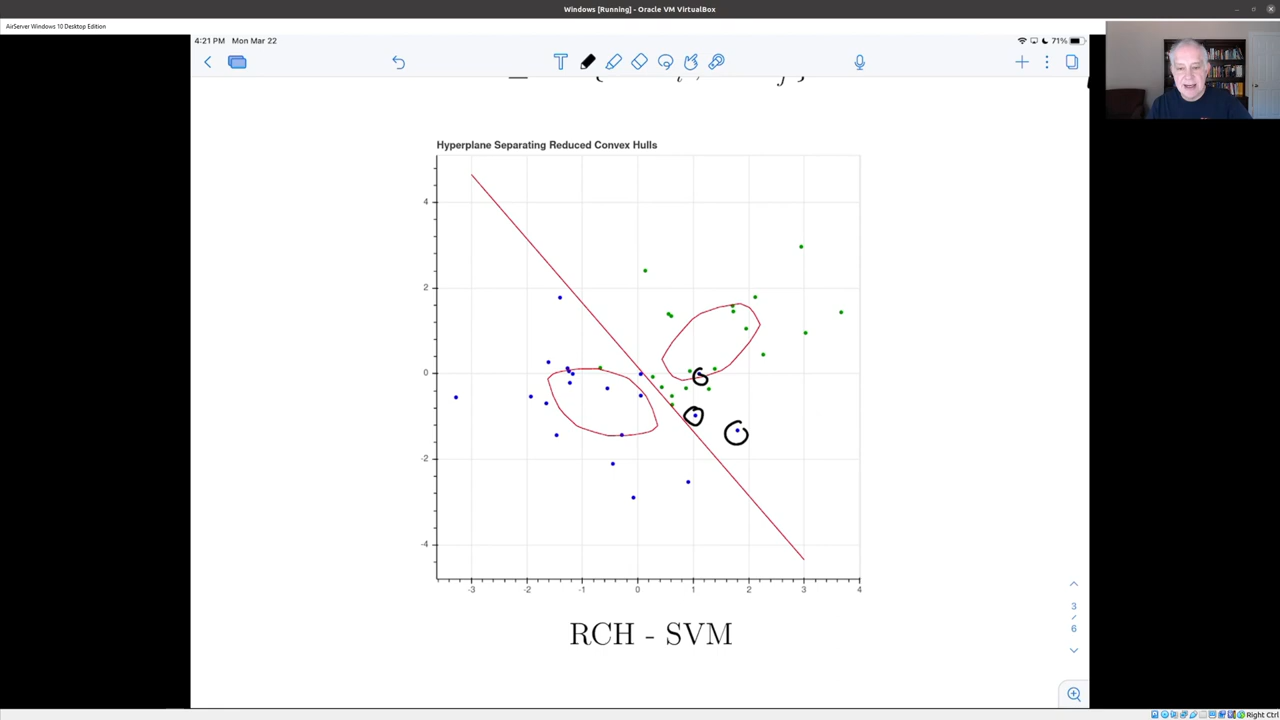 Windows [Running] - Oracle VM VirtualBox
AirServer Windows 10 Desktop Edition
4:21 PM Mon Mar 22
71%
T
Hyperplane Separating Reduced Convex Hulls
4
2
0
-2
-4
-3 -2 -1 0 1 2 3 4
RCH - SVM
3
/
6
Right Ctrl